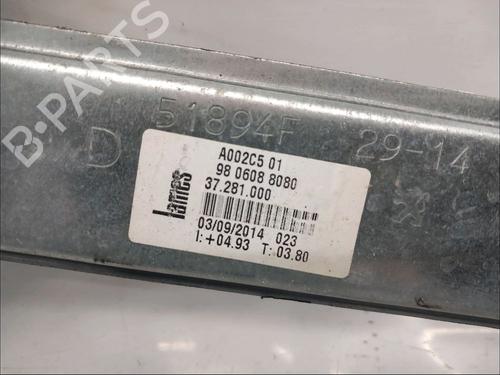 B-PARTS
51894F
D
29-14
lames
A002C5 01
98 0608 8080
37.281.000
03/09/2014 023
I:+04.93 T:03.80